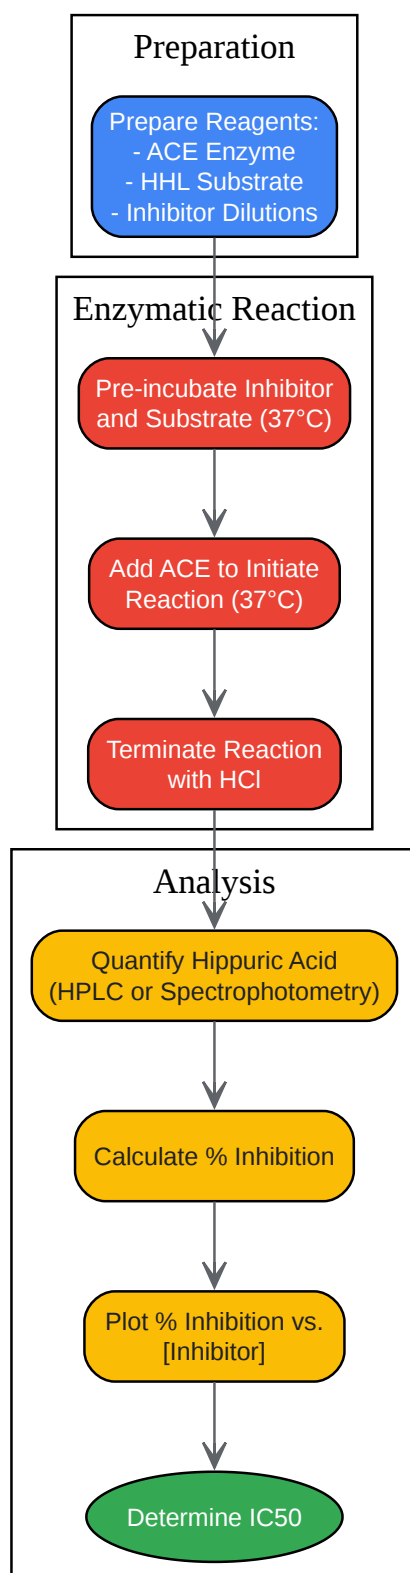 Preparation
Prepare Reagents:
- ACE Enzyme
- HHL Substrate
- Inhibitor Dilutions
Enzymatic Reaction
Pre-incubate Inhibitor
and Substrate (37°C)
Add ACE to Initiate
Reaction (37°C)
Terminate Reaction
with HCl
Analysis
Quantify Hippuric Acid
(HPLC or Spectrophotometry)
Calculate % Inhibition
Plot % Inhibition vs.
[Inhibitor]
Determine IC50